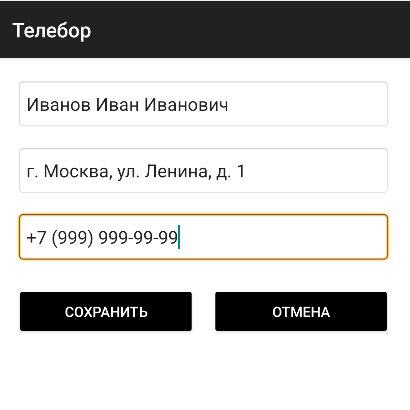 Телебор
Иванов Иван Иванович
г. Москва, ул. Ленина, д. 1
+7 (999) 999-99-99
СОХРАНИТЬ
ОТМЕНА